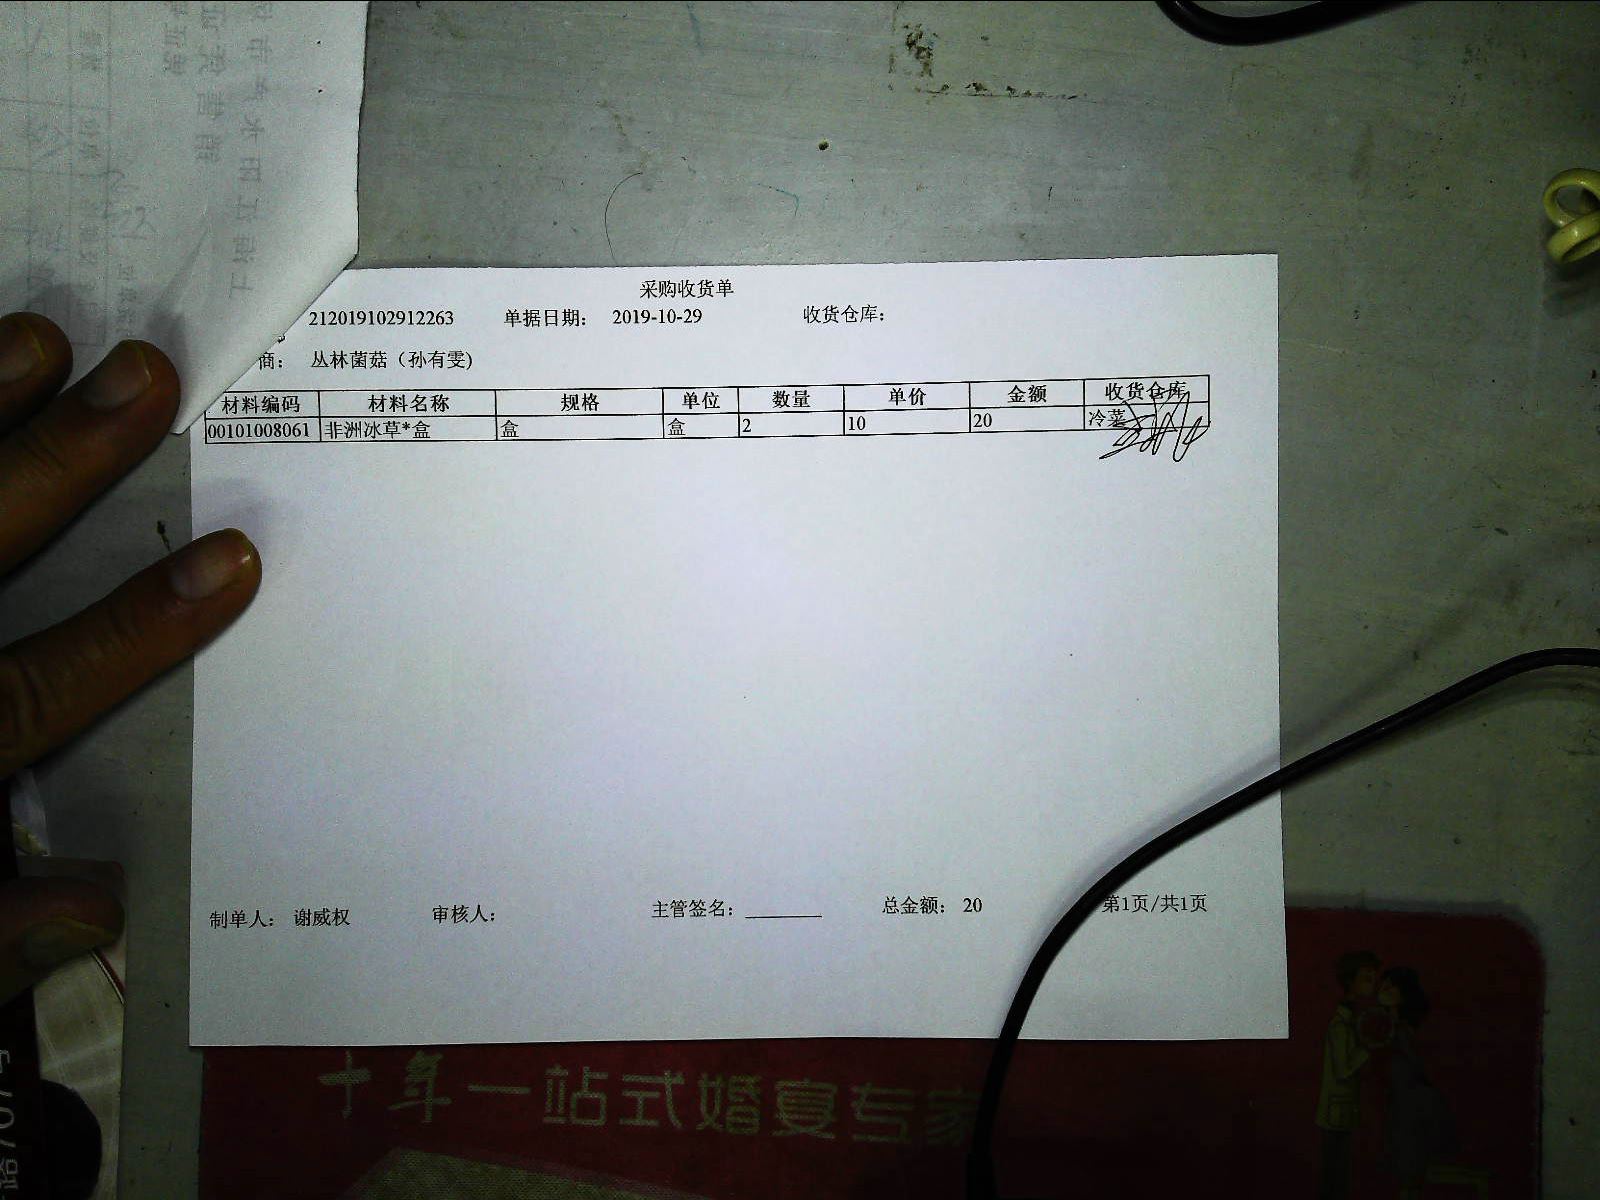 采购收货单
212019102912263 单据日期： 2019-10-29 收货仓库：
商： 丛林菌菇（孙有雯）
材料编码 材料名称 规格 单位 数量 单价 金额 收货仓库
00101008061 非洲冰草*盒 盒 盒 2 10 20 冷菜
制单人： 谢威权 审核人： 主管签名： ________ 总金额： 20 第1页/共1页
十年一站式婚宴专家